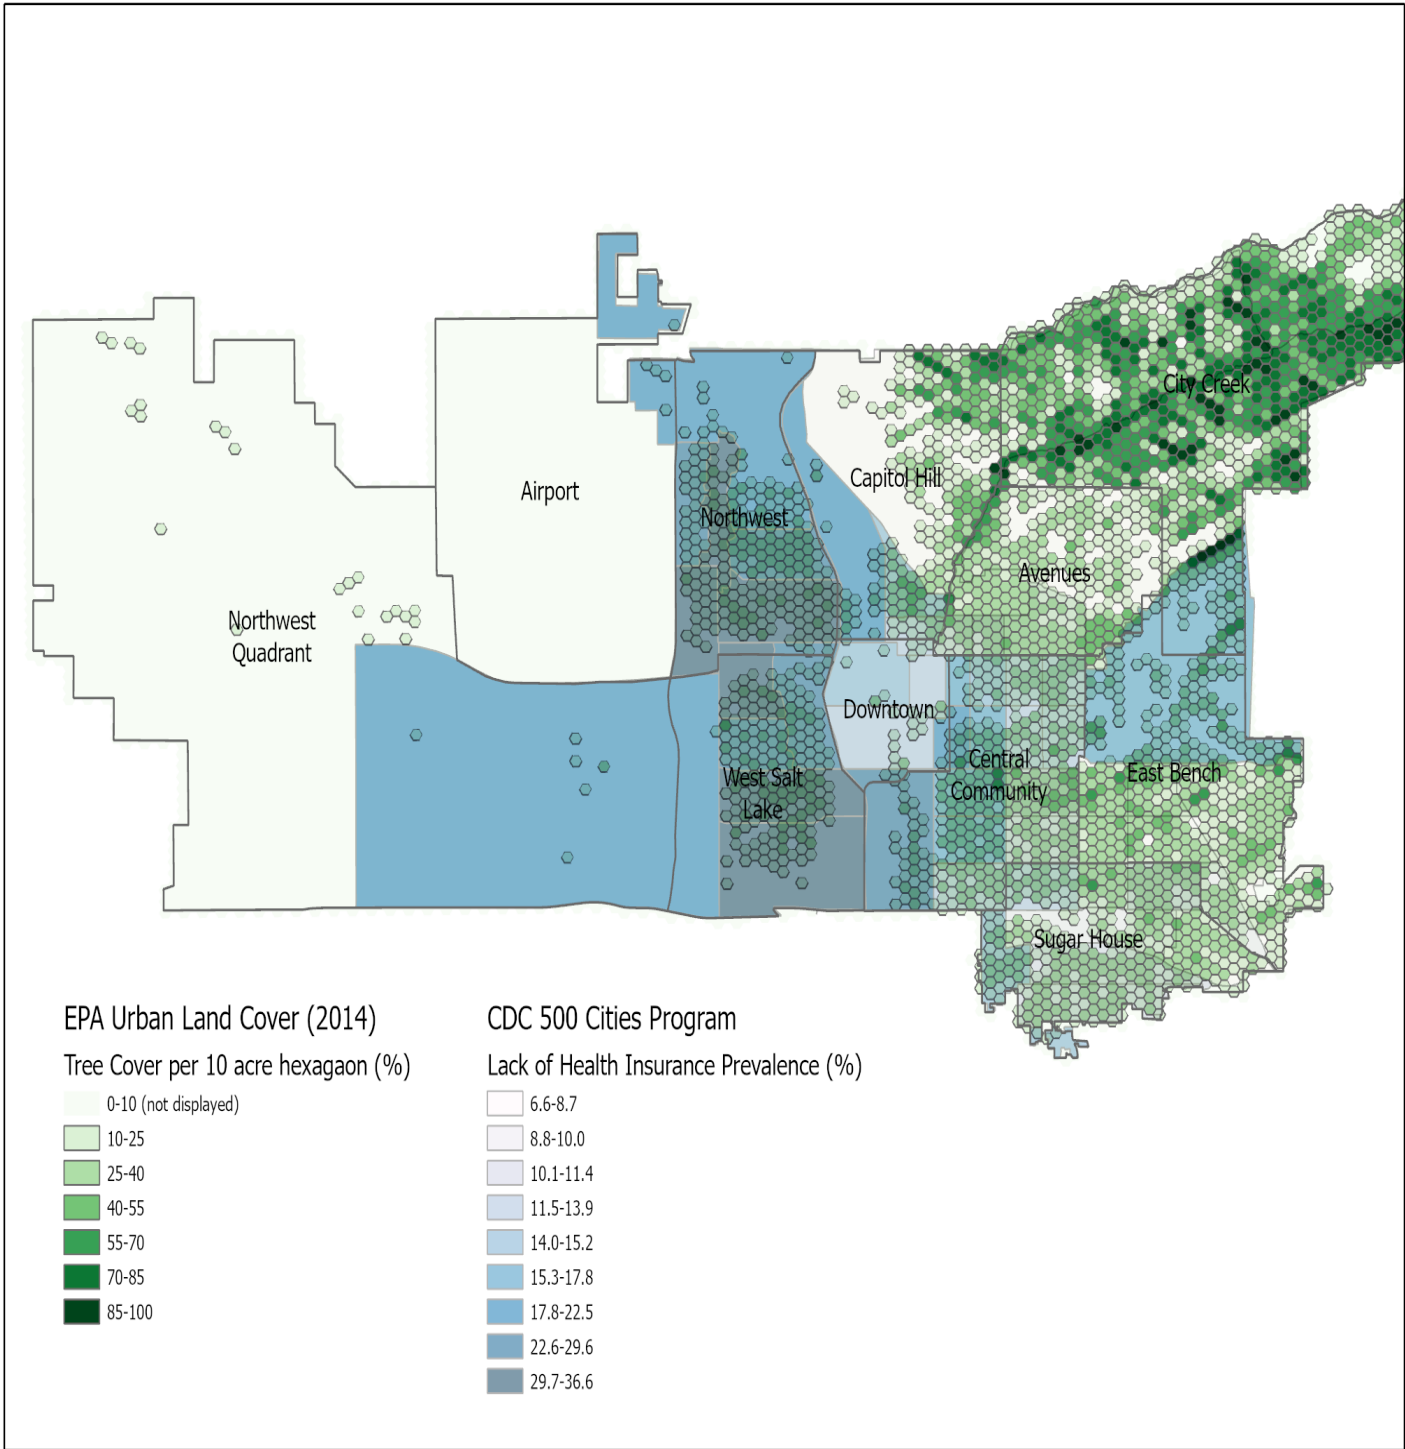 City Creek
Capitol Hill
Airport
Northwest
Avenues
Northwest
Quadrant
Downtown
Central
Community
East Bench
West Salt
Lake
Sugar House
EPA Urban Land Cover (2014)
Tree Cover per 10 acre hexagaon (%)
0-10 (not displayed)
10-25
25-40
40-55
55-70
70-85
85-100
CDC 500 Cities Program
Lack of Health Insurance Prevalence (%)
6.6-8.7
8.8-10.0
10.1-11.4
11.5-13.9
14.0-15.2
15.3-17.8
17.8-22.5
22.6-29.6
29.7-36.6